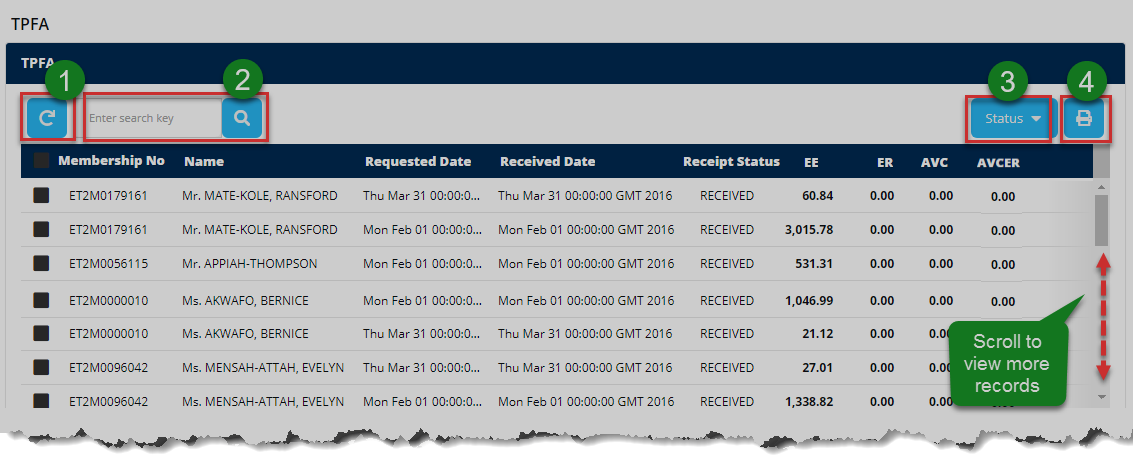 TPFA
TPFA
1
2
3
4
Enter search key
Status
Membership No Name Requested Date Received Date Receipt Status EE ER AVC AVCER
ET2M0179161 Mr. MATE-KOLE, RANSFORD Thu Mar 31 00:00:0... Thu Mar 31 00:00:00 GMT 2016 RECEIVED 60.84 0.00 0.00 0.00
ET2M0179161 Mr. MATE-KOLE, RANSFORD Mon Feb 01 00:00:0... Mon Feb 01 00:00:00 GMT 2016 RECEIVED 3,015.78 0.00 0.00 0.00
ET2M0056115 Mr. APPIAH-THOMPSON Mon Feb 01 00:00:0... Mon Feb 01 00:00:00 GMT 2016 RECEIVED 531.31 0.00 0.00 0.00
ET2M0000010 Ms. AKWAFO, BERNICE Mon Feb 01 00:00:0... Mon Feb 01 00:00:00 GMT 2016 RECEIVED 1,046.99 0.00 0.00 0.00
ET2M0000010 Ms. AKWAFO, BERNICE Thu Mar 31 00:00:0... Thu Mar 31 00:00:00 GMT 2016 RECEIVED 21.12 0.00
ET2M0096042 Ms. MENSAH-ATTAH, EVELYN Thu Mar 31 00:00:0... Thu Mar 31 00:00:00 GMT 2016 RECEIVED 27.01 0.00
ET2M0096042 Ms. MENSAH-ATTAH, EVELYN Mon Feb 01 00:00:0... Mon Feb 01 00:00:00 GMT 2016 RECEIVED 1,338.82 0.00
Scroll to
view more
records